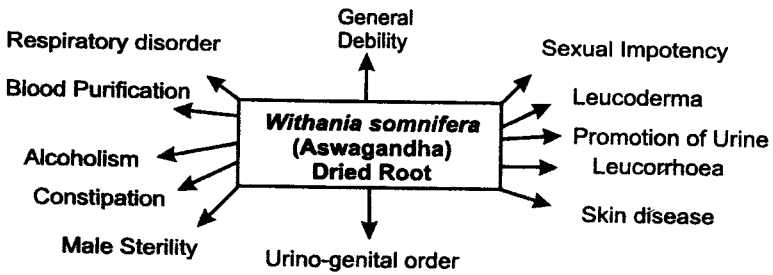 General
Debility
Respiratory disorder
Sexual Impotency
Blood Purification
Leucoderma
Withania somnifera
(Aswagandha)
Dried Root
Promotion of Urine
Alcoholism
Leucorrhoea
Constipation
Skin disease
Male Sterility
Urino-genital order